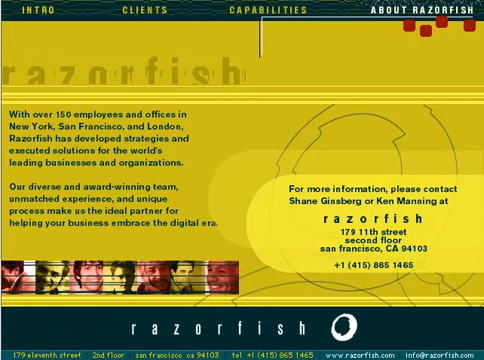 INTRO CLIENTS CAPABILITIES ABOUT RAZORFISH
razorfish
With over 150 employees and offices in
New York, San Francisco, and London,
Razorfish has developed strategies and
executed solutions for the world's
leading businesses and organizations.
Our diverse and award-winning team,
unmatched experience, and unique
process make us the ideal partner for
helping your business embrace the digital era.
For more information, please contact
Shane Ginsberg or Ken Manning at
razorfish
179 11th street
second floor
san francisco, CA 94103
+1 (415) 865 1465
razorfish
179 eleventh street 2nd floor san francisco ca 94103 tel +1 (415) 865 1465 www.razorfish.com info@razorfish.com